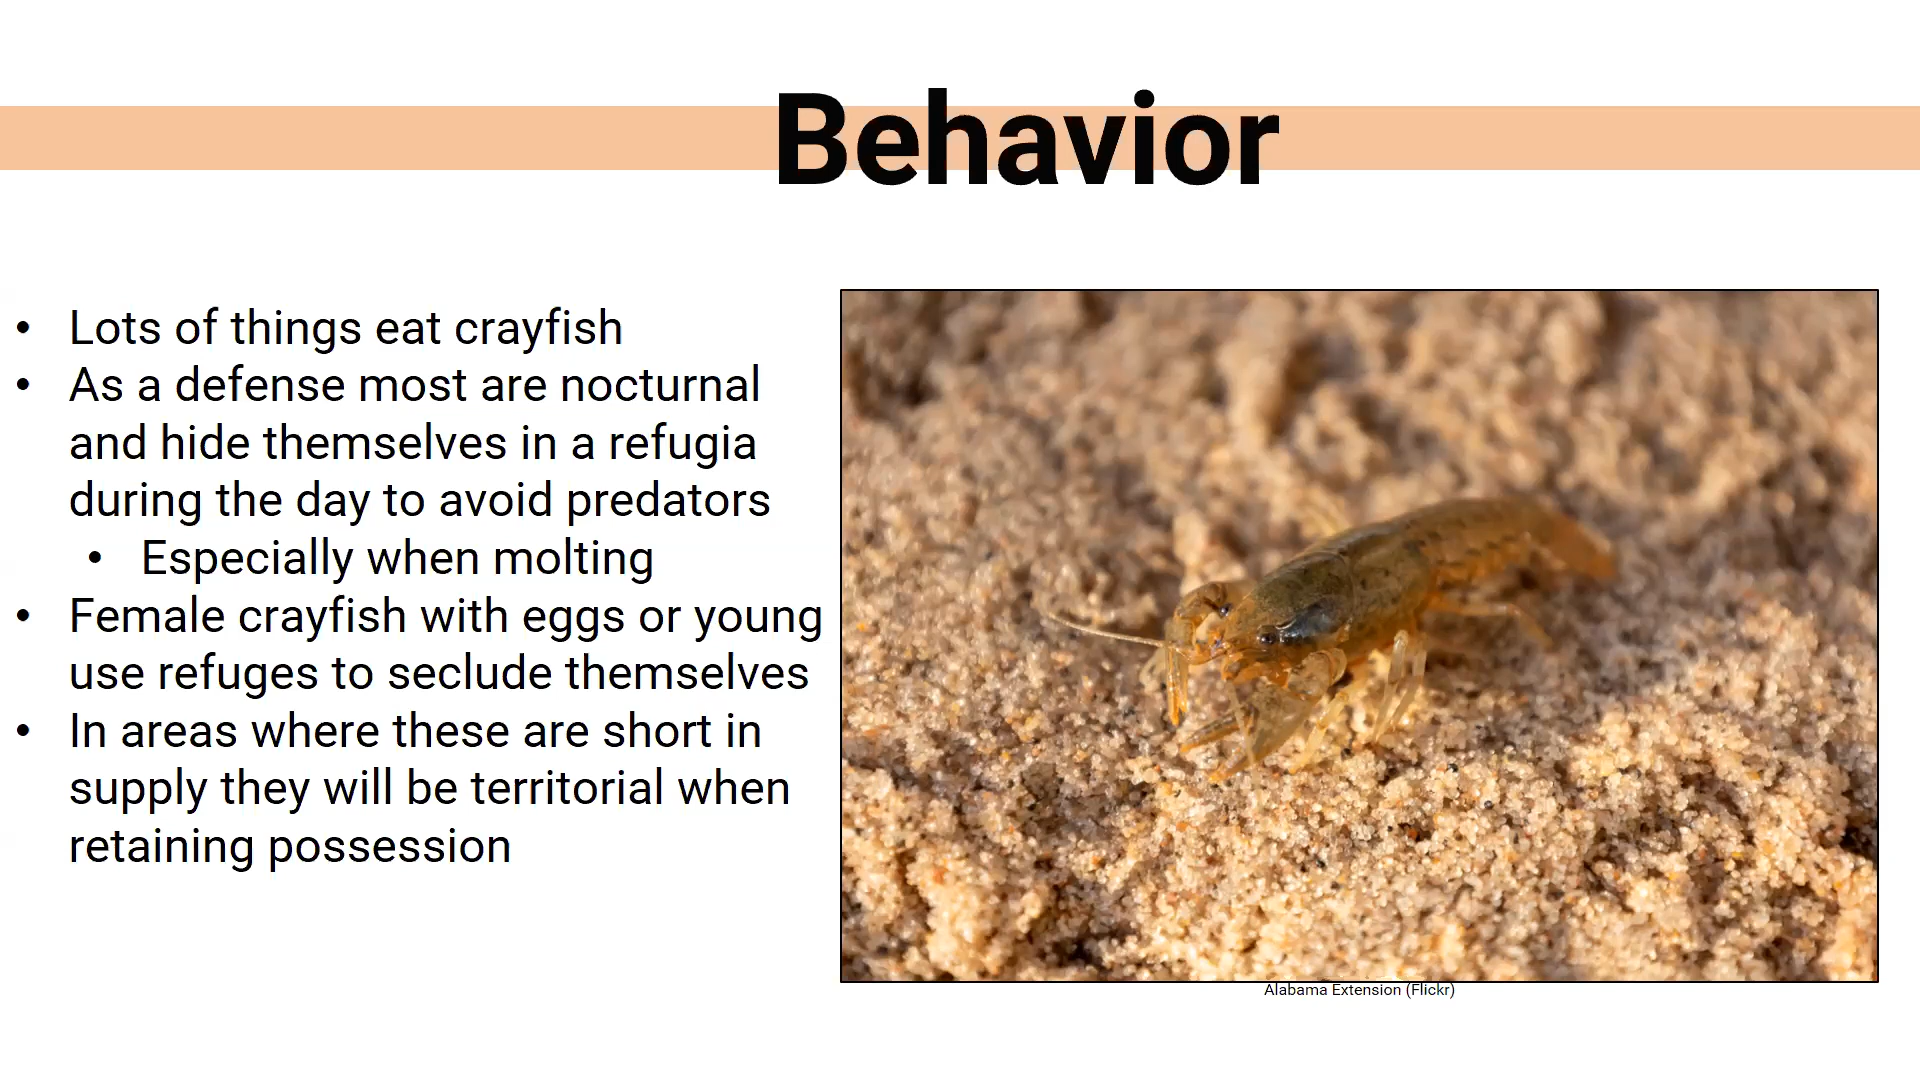 Behavior
• Lots of things eat crayfish
• As a defense most are nocturnal
and hide themselves in a refugia
during the day to avoid predators
• Especially when molting
• Female crayfish with eggs or young
use refuges to seclude themselves
• In areas where these are short in
supply they will be territorial when
retaining possession
Alabama Extension (Flickr)